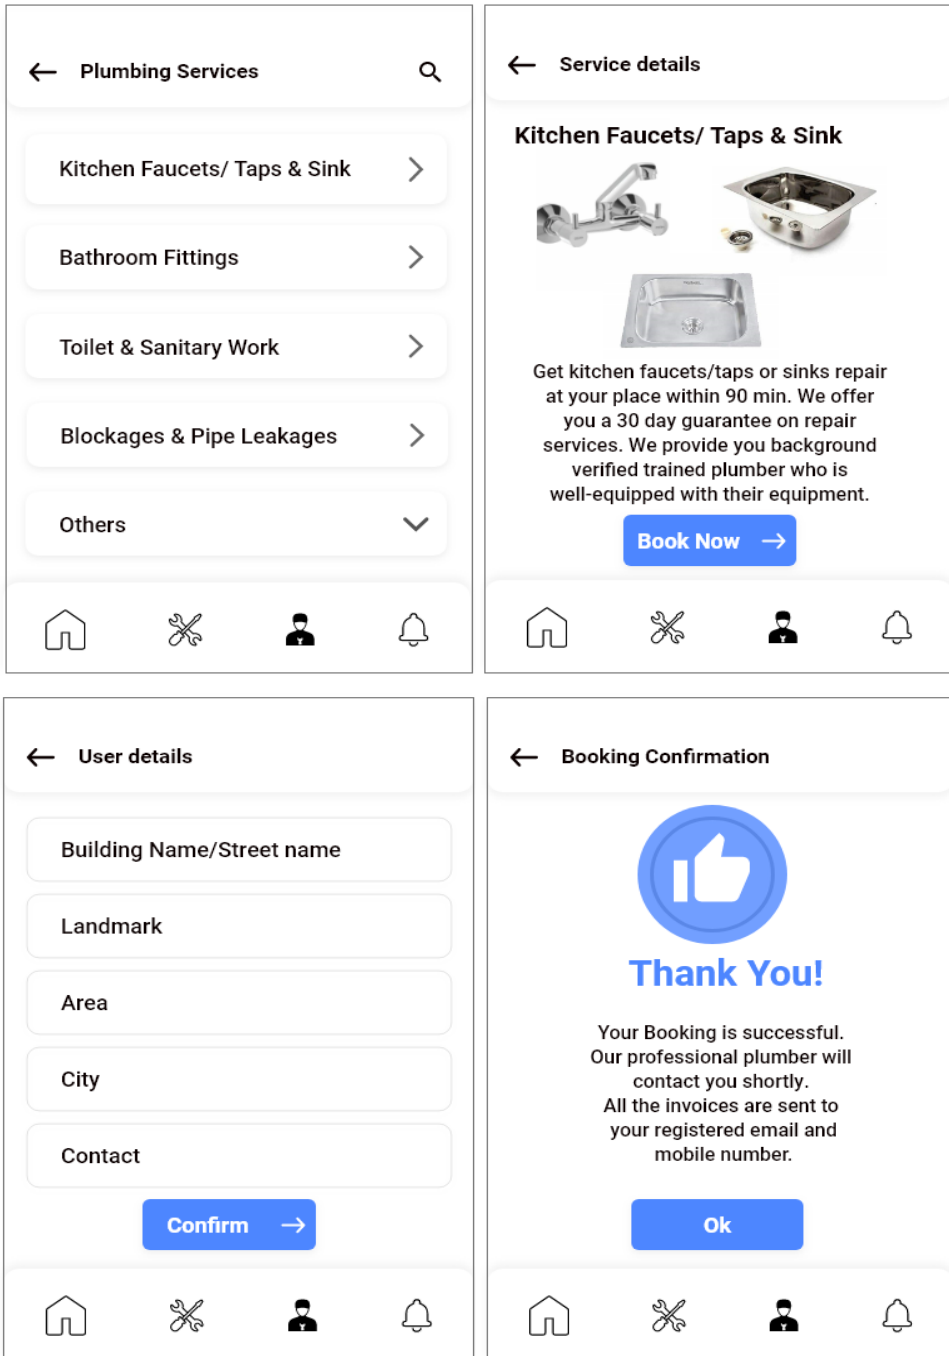 Plumbing Services
Kitchen Faucets/ Taps & Sink
Bathroom Fittings
Toilet & Sanitary Work
Blockages & Pipe Leakages
Others
Service details
Kitchen Faucets/ Taps & Sink
Get kitchen faucets/taps or sinks repair
at your place within 90 min. We offer
you a 30 day guarantee on repair
services. We provide you background
verified trained plumber who is
well-equipped with their equipment.
Book Now
User details
Building Name/Street name
Landmark
Area
City
Contact
Confirm
Booking Confirmation
Thank You!
Your Booking is successful.
Our professional plumber will
contact you shortly.
All the invoices are sent to
your registered email and
mobile number.
Ok